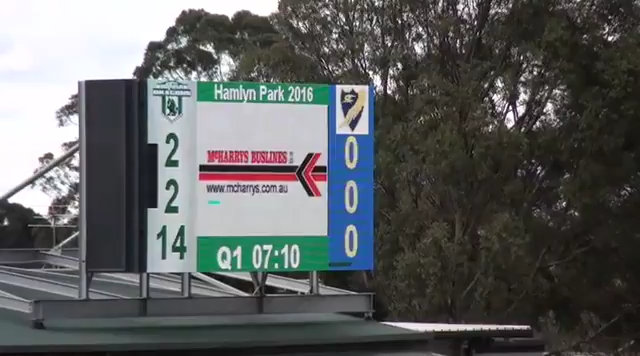 Hamlyn Park 2016
2
2
14
McHARRYS BUSLINES
www.mcharrys.com.au
0
0
0
Q1 07:10